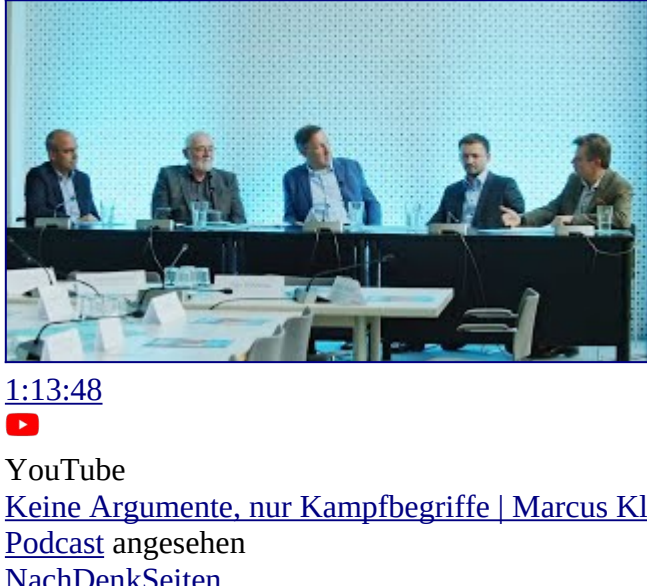 1:13:48
YouTube
Keine Argumente, nur Kampfbegriffe | Marcus Kl
Podcast angesehen
NachDenkSeiten